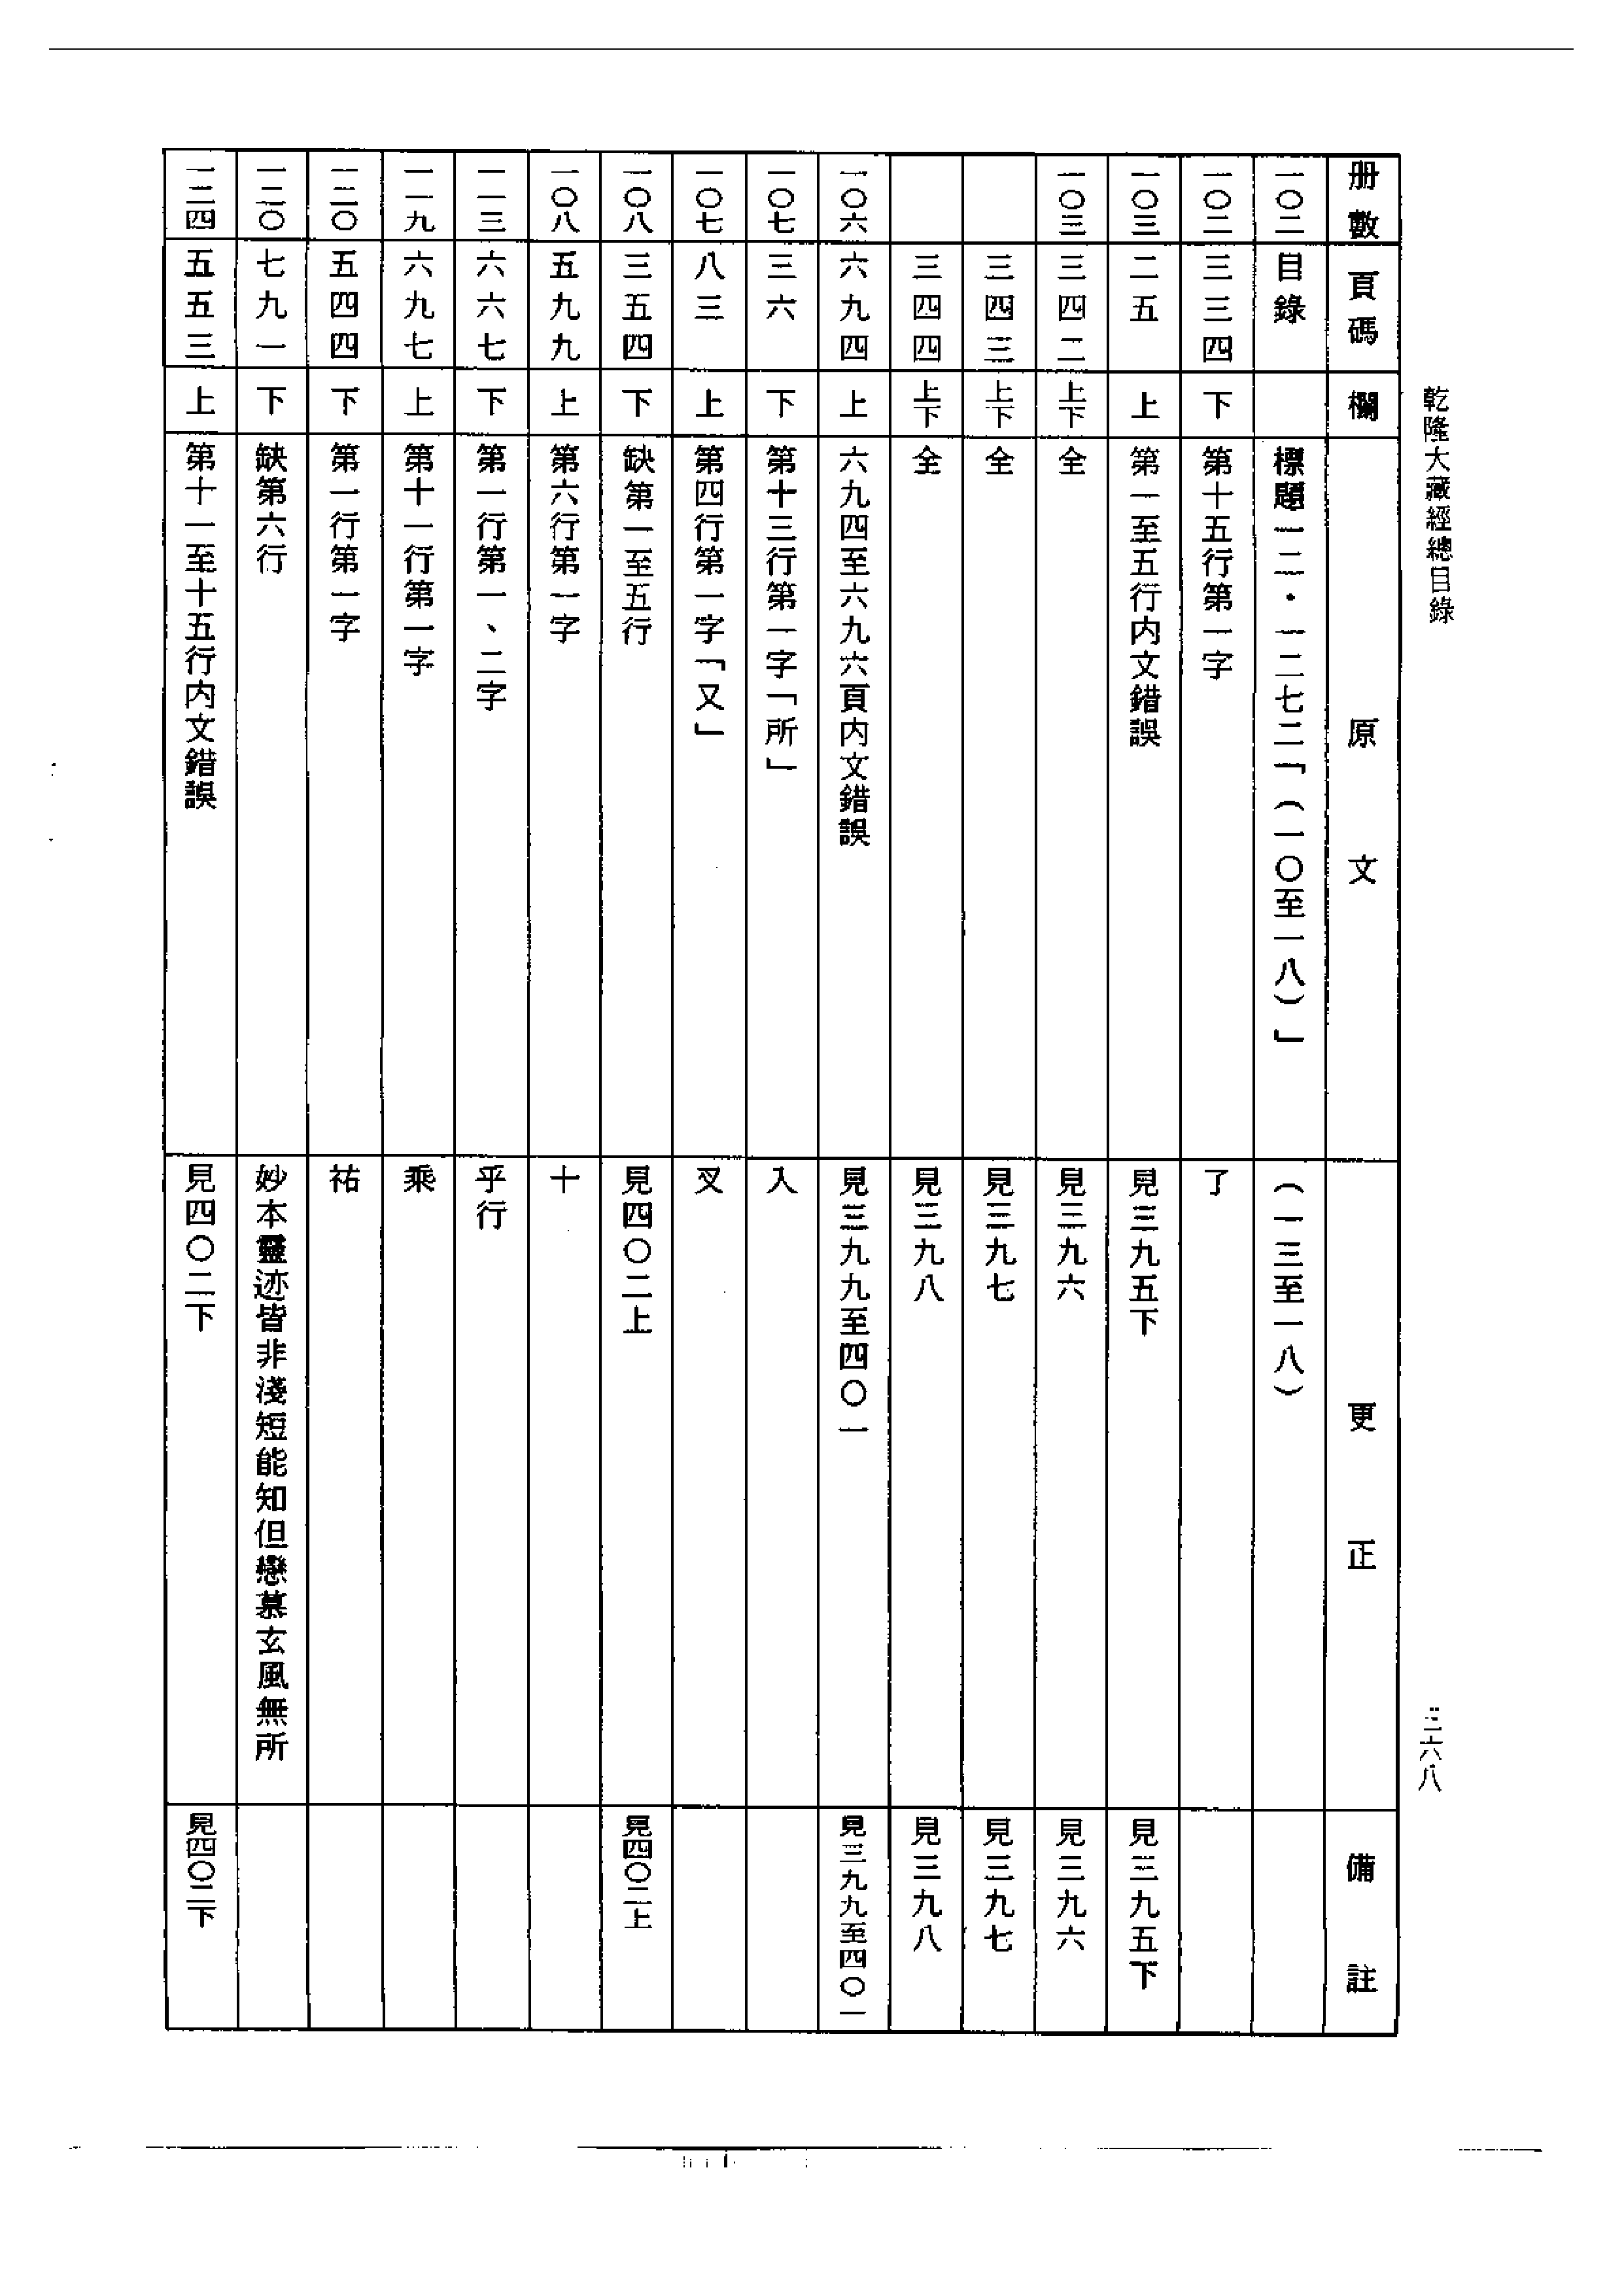 乾隆大藏經總目錄
三六八
册數 頁碼 欄 原文 更正 備註
一〇二 目錄 標題一二·一二七二「(一〇至一八)」 (一三至一八)
一〇二 三三四 下 第十五行第一字 了
一〇三 二五 上 第一至五行内文錯誤 見三九五下 見三九五下
一〇三 三四二 上下 全 見三九六 見三九六
三四三 上下 全 見三九七 見三九七
三四四 上下 全 見三九八 見三九八
一〇六 六九四 上 六九四至六九六頁内文錯誤 見三九九至四〇一 見三九九至四〇一
一〇七 三六 下 第十三行第一字「所」 入
一〇七 八三 上 第四行第一字「又」 叉
一〇八 三五四 下 缺第一至五行 見四〇二上 見四〇二上
一〇八 五九九 上 第六行第一字 十
一一三 六六七 下 第一行第一、二字 乎行
一一九 六九七 上 第十一行第一字 乘
一二〇 五四四 下 第一行第一字 祐
一二〇 七九一 下 缺第六行 妙本靈迹皆非淺短能知但戀慕玄風無所
一二四 五五三 上 第十一至十五行内文錯誤 見四〇二下 見四〇二下